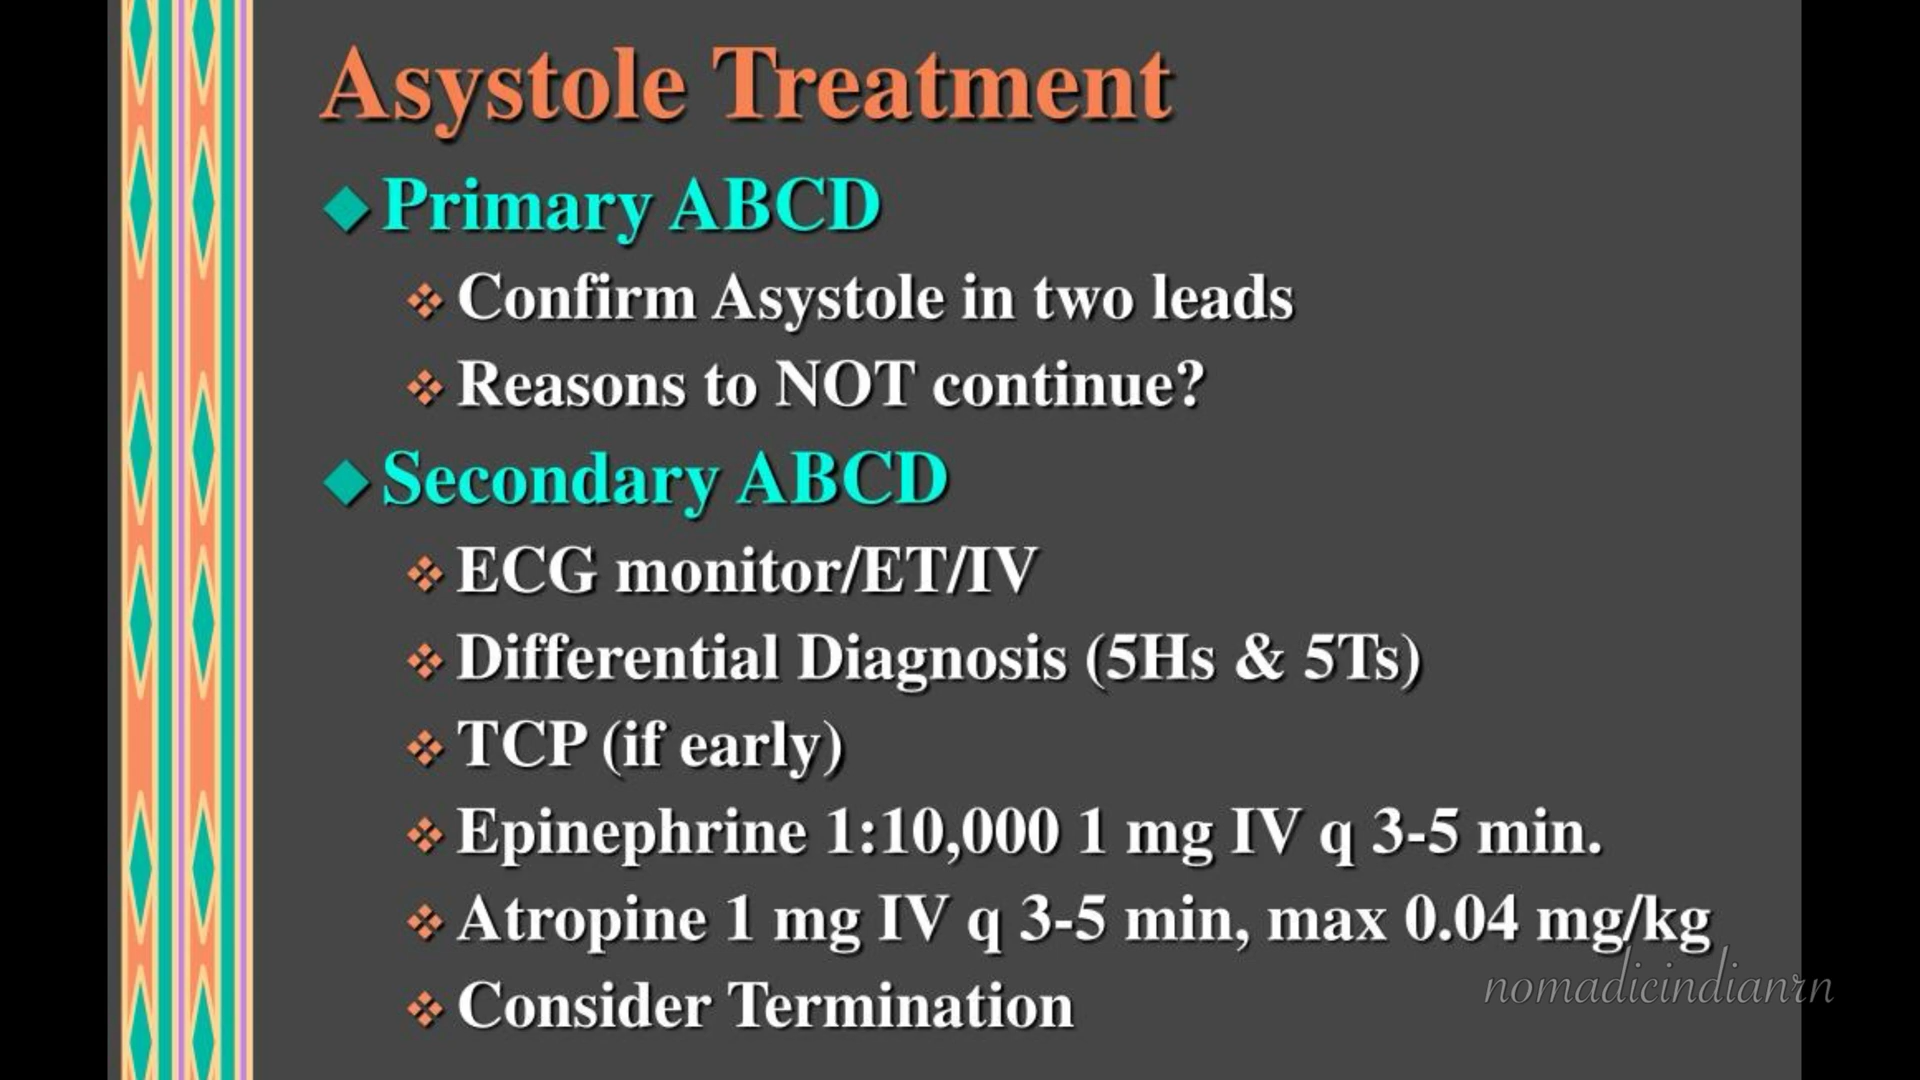 Asystole Treatment
Primary ABCD
Confirm Asystole in two leads
Reasons to NOT continue?
Secondary ABCD
ECG monitor/ET/IV
Differential Diagnosis (5Hs & 5Ts)
TCP (if early)
Epinephrine 1:10,000 1 mg IV q 3-5 min.
Atropine 1 mg IV q 3-5 min, max 0.04 mg/kg
Consider Termination
nomadicindianrn